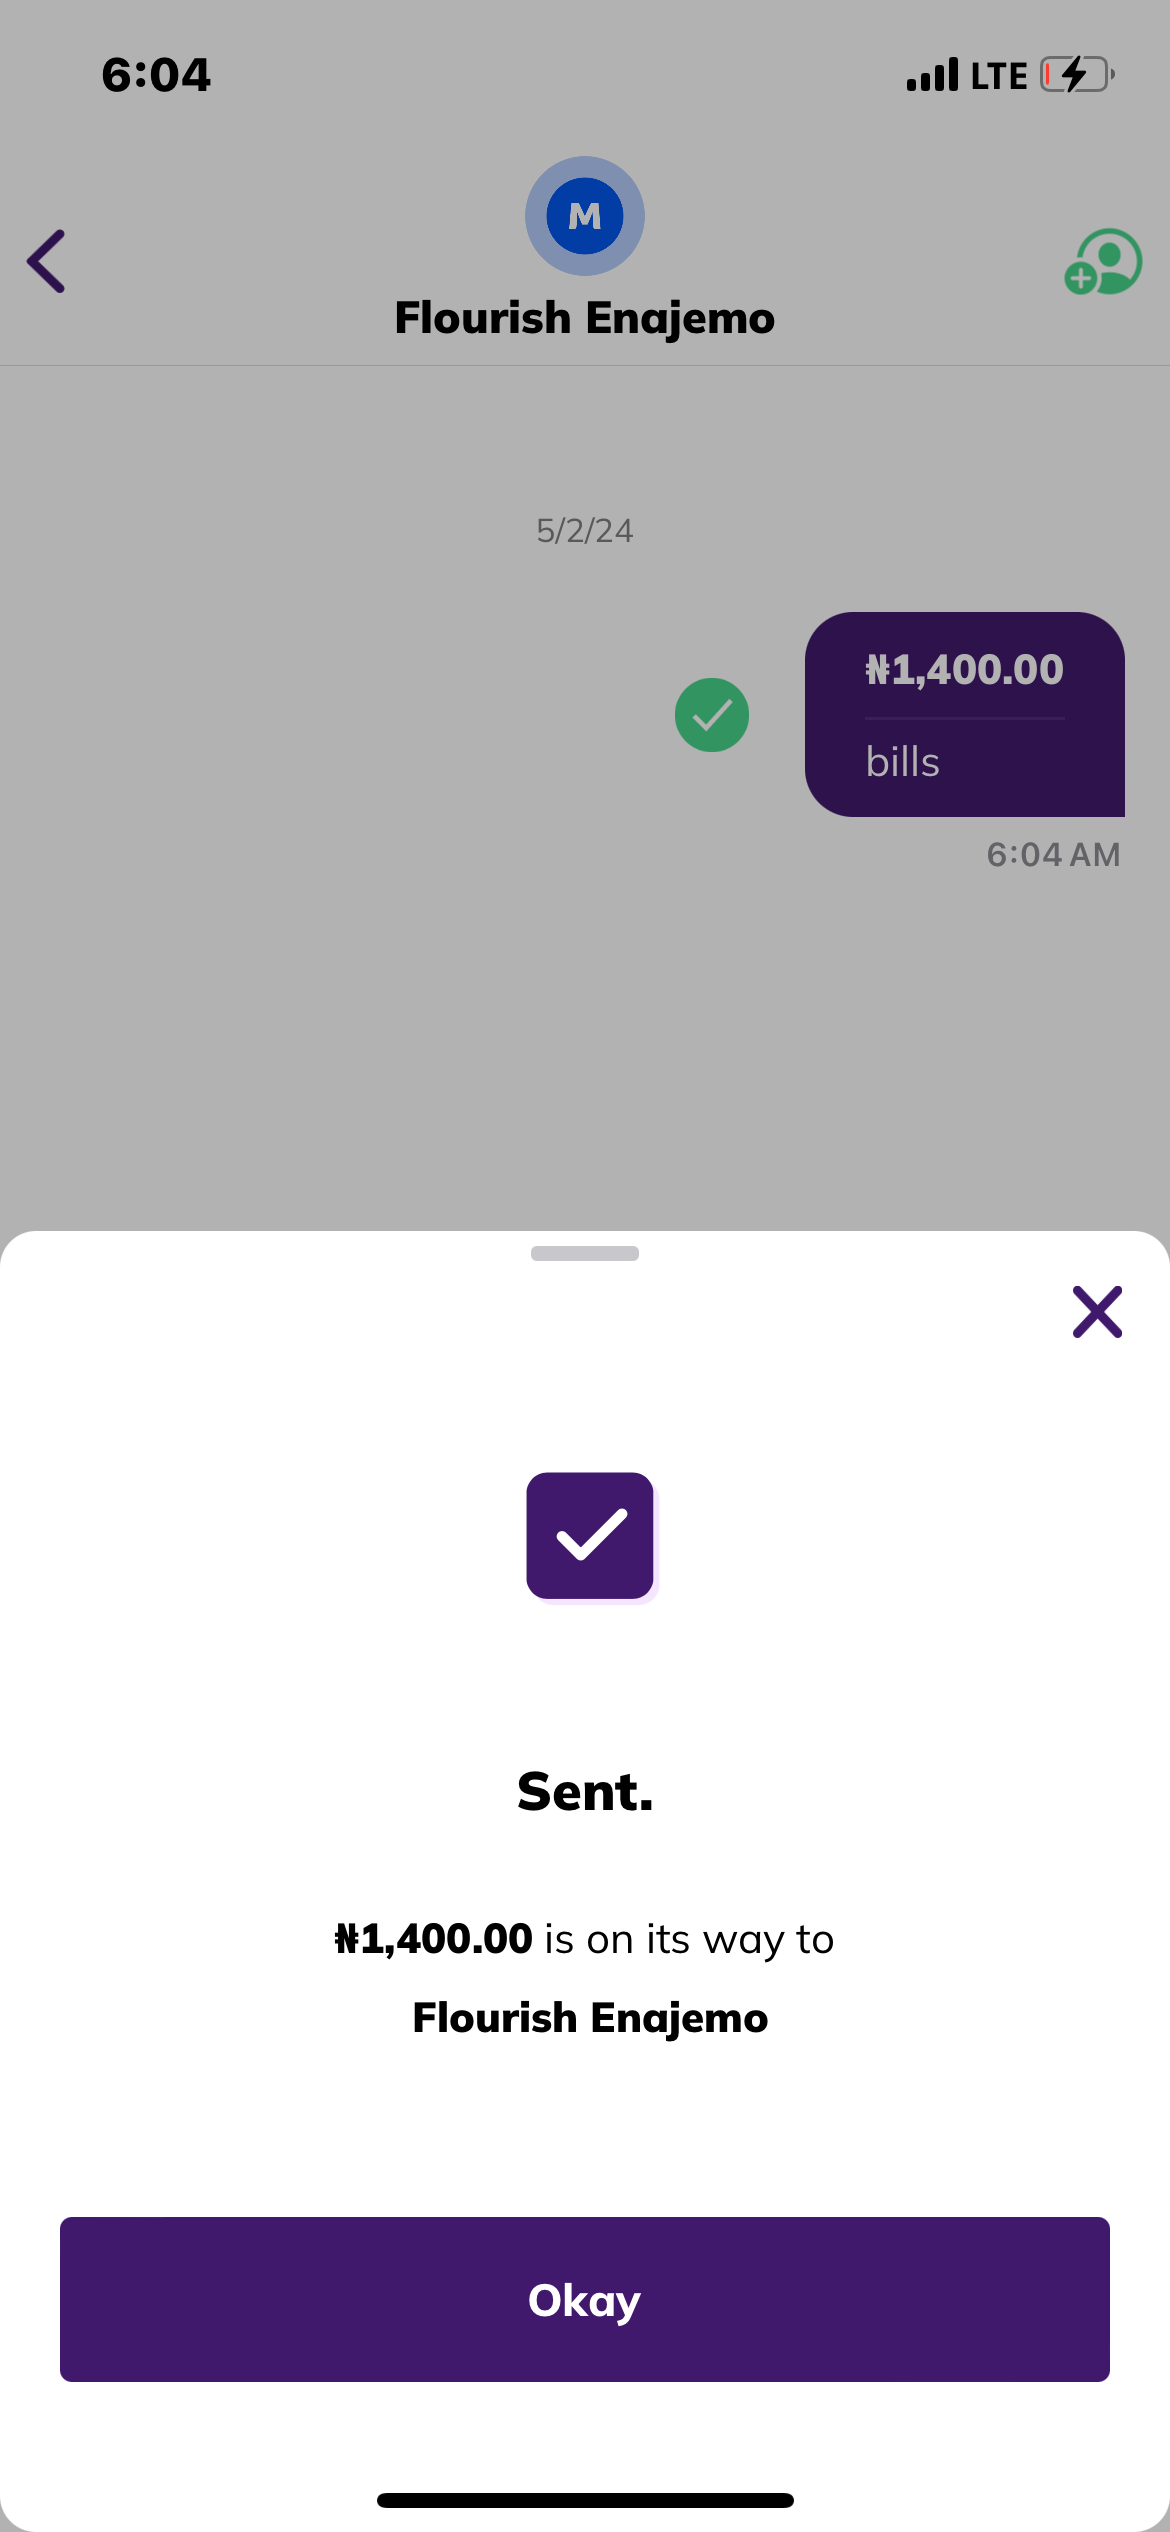 6:04
LTE
M
Flourish Enajemo
5/2/24
₦1,400.00
bills
6:04 AM
Sent.
₦1,400.00 is on its way to
Flourish Enajemo
Okay